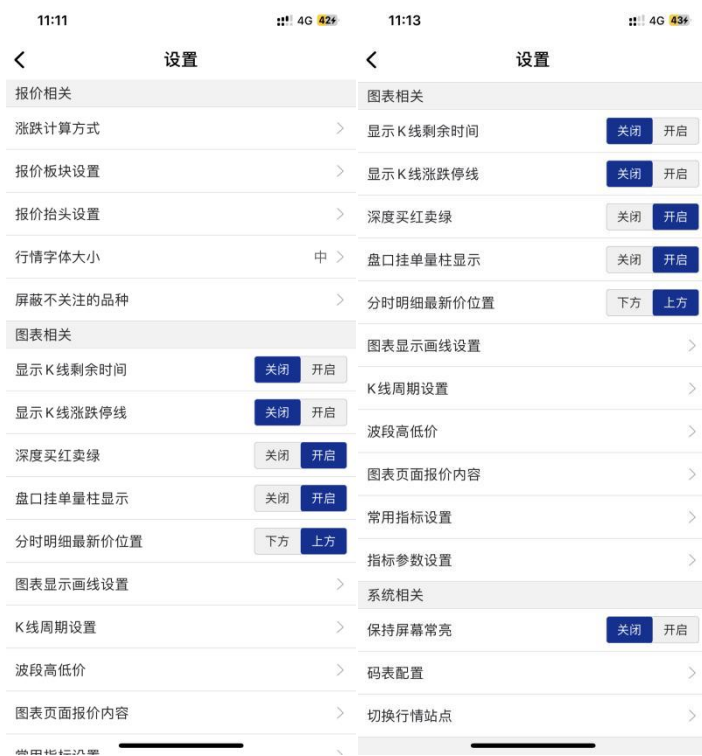 11:11
4G 42
设置
报价相关
涨跌计算方式
报价板块设置
报价抬头设置
行情字体大小 中
屏蔽不关注的品种
图表相关
显示K线剩余时间 关闭 开启
显示K线涨跌停线 关闭 开启
深度买红卖绿 关闭 开启
盘口挂单量柱显示 关闭 开启
分时明细最新价位置 下方 上方
图表显示画线设置
K线周期设置
波段高低价
图表页面报价内容
常用指标设置
11:13
4G 43
设置
图表相关
显示K线剩余时间 关闭 开启
显示K线涨跌停线 关闭 开启
深度买红卖绿 关闭 开启
盘口挂单量柱显示 关闭 开启
分时明细最新价位置 下方 上方
图表显示画线设置
K线周期设置
波段高低价
图表页面报价内容
常用指标设置
指标参数设置
系统相关
保持屏幕常亮 关闭 开启
码表配置
切换行情站点